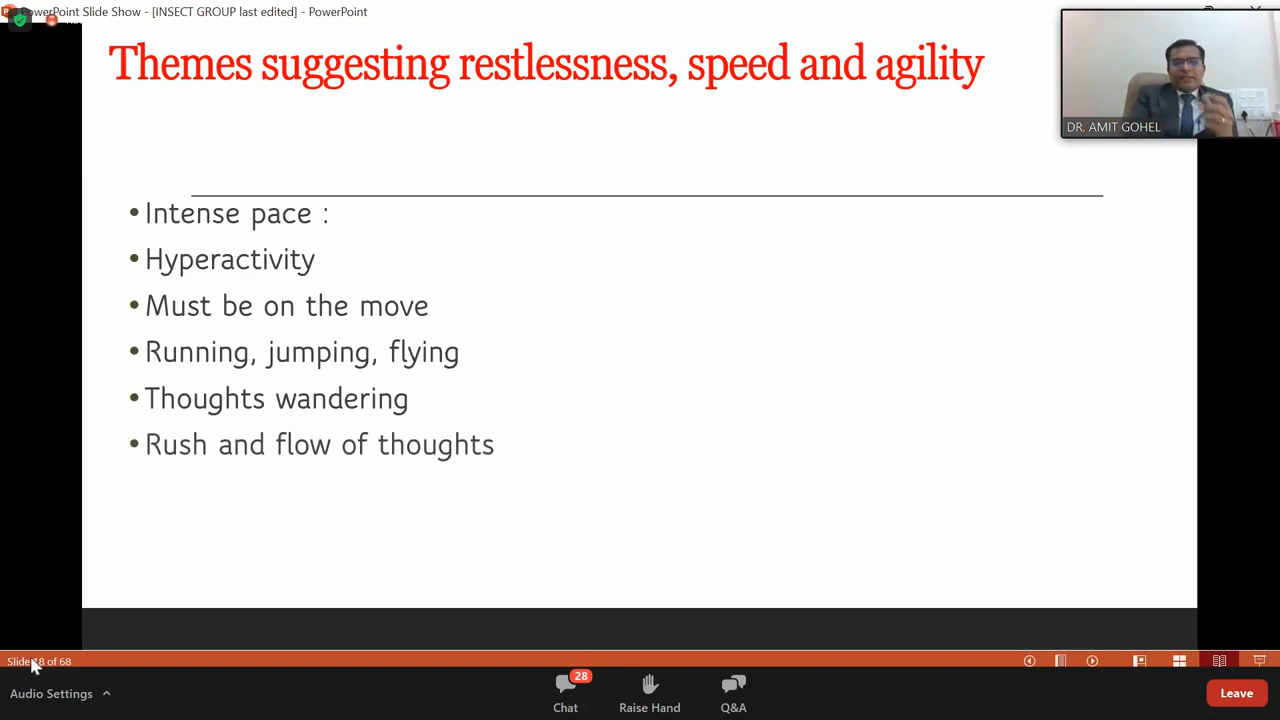 PowerPoint Slide Show - [INSECT GROUP last edited] - PowerPoint
Themes suggesting restlessness, speed and agility
DR. AMIT GOHEL
• Intense pace :
• Hyperactivity
• Must be on the move
• Running, jumping, flying
• Thoughts wandering
• Rush and flow of thoughts
Slide 18 of 68
Audio Settings
28
Chat
Raise Hand
Q&A
Leave